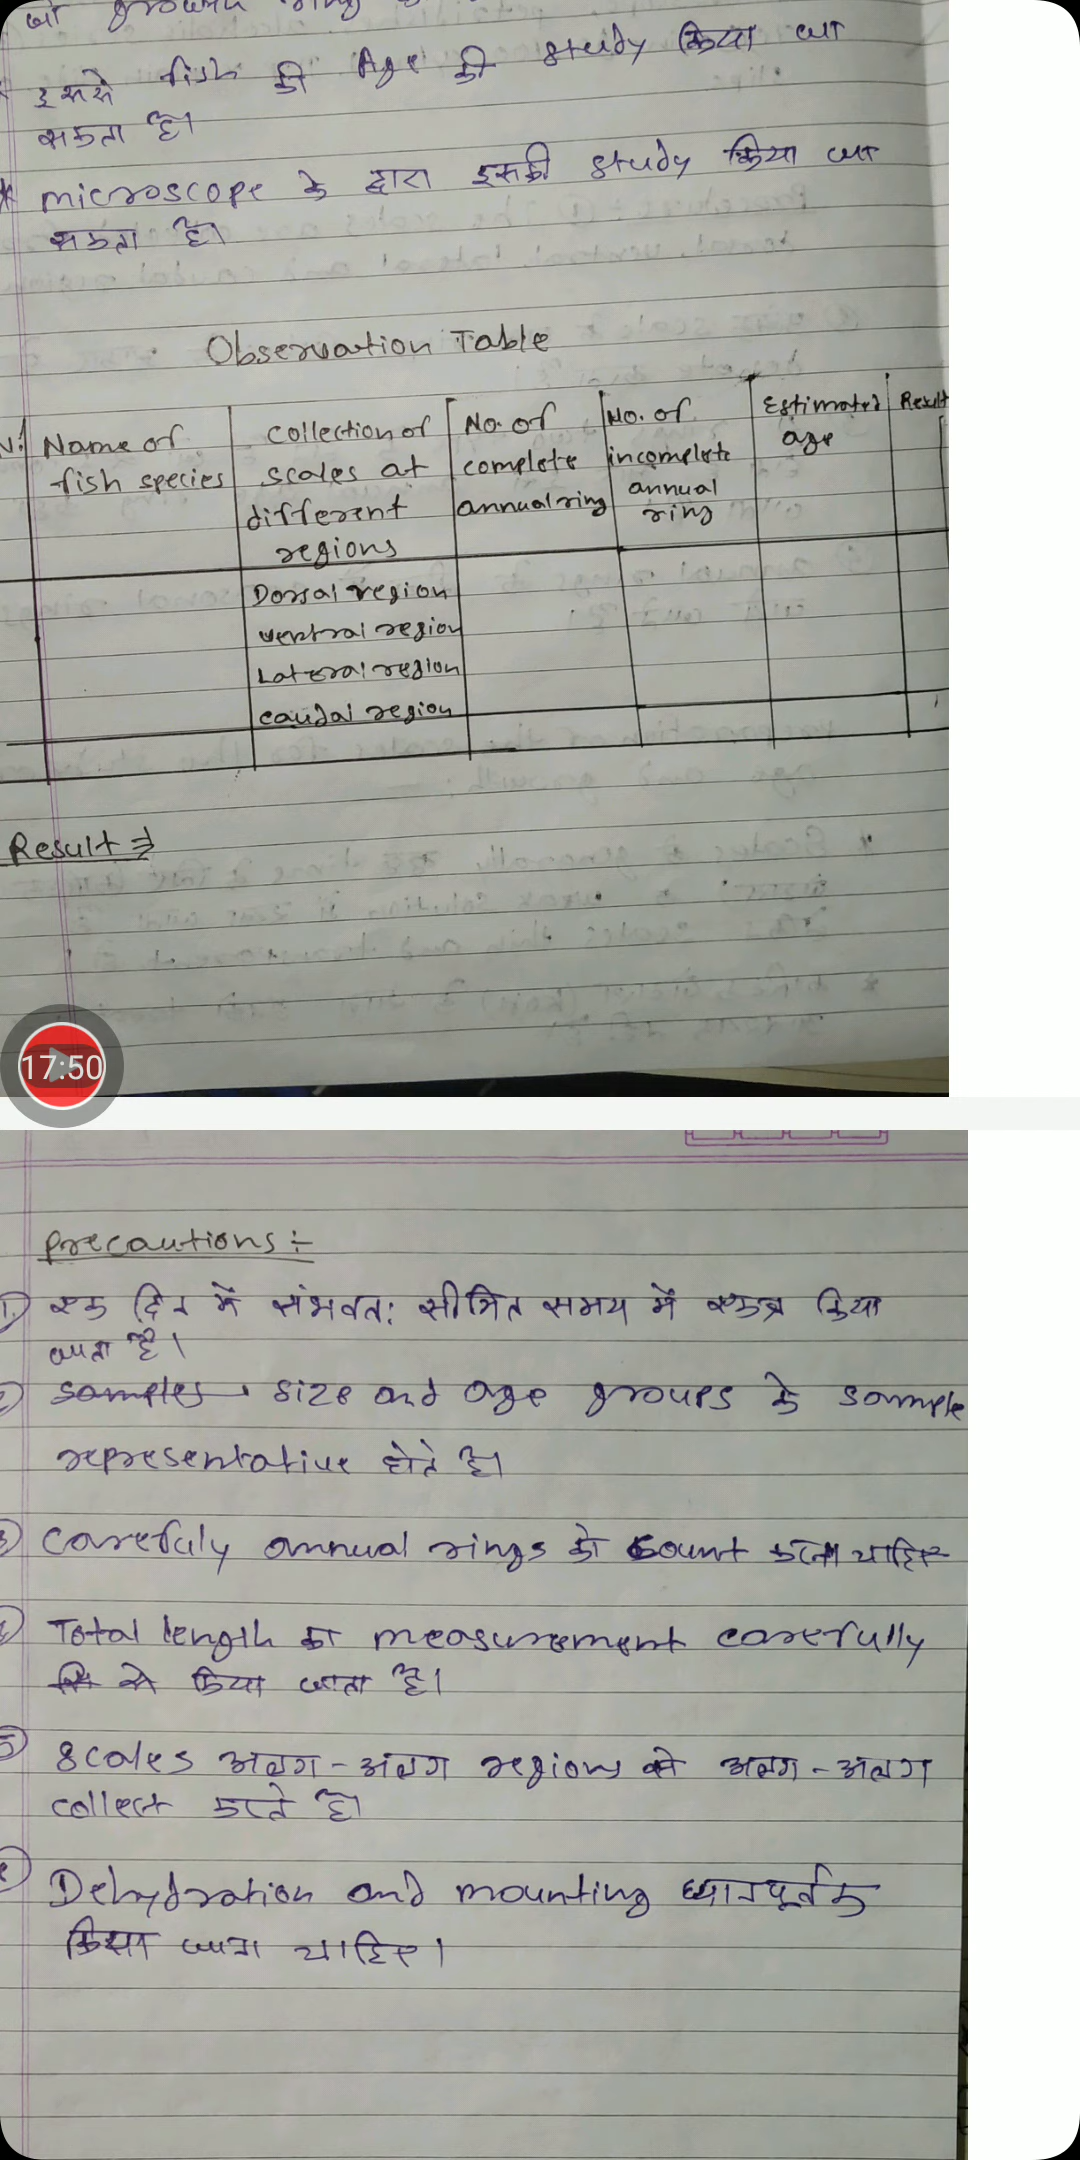 growth ring
* इससे fish की Age की study किया जा
सकता है।
* microscope के द्वारा इसकी study किया जा
सकता है।
Observation Table
N. Name of fish species
Collection of scales at different regions
No. of complete annual ring
No. of incomplete annual ring
Estimated age
Result
Dorsal region
ventral region
Lateral region
caudal region
Result ⇒
17:50
Precautions :-
1) एक दिन में संभवत: सीमित समय में एकत्र किया
जाता है।
samples, size and age groups के sample
representative होते है।
3) Carefuly annual rings को count करना चाहिए
Total length का measurement carefully
से किया जाता है।
5) Scales अलग-अलग regions से अलग-अलग
collect करते है।
Dehydration and mounting ध्यानपूर्वक
किया जाना चाहिए।